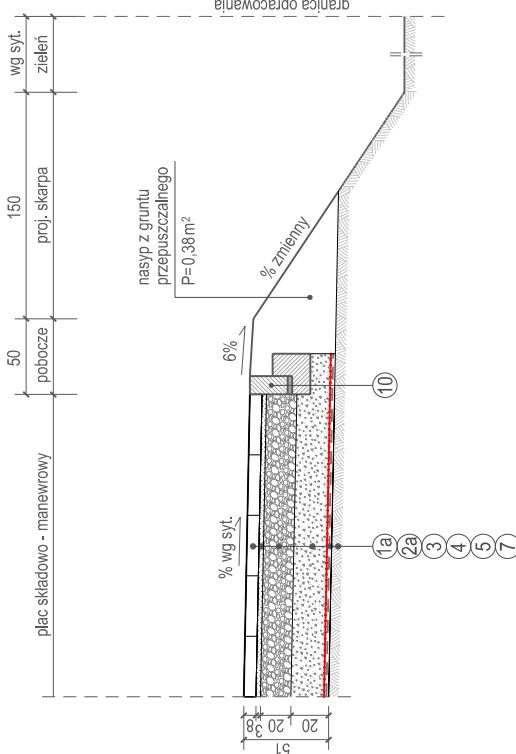 plac składowo - manewrowy
50
pobocze
150
proj. skarpa
wg syt.
zieleń
granica opracowania
nasyp z gruntu
przepuszczalnego
P= 0,38m²
% wg syt.
6%
% zmienny
51
20
20
3
8
10
1a
2a
3
4
5
7